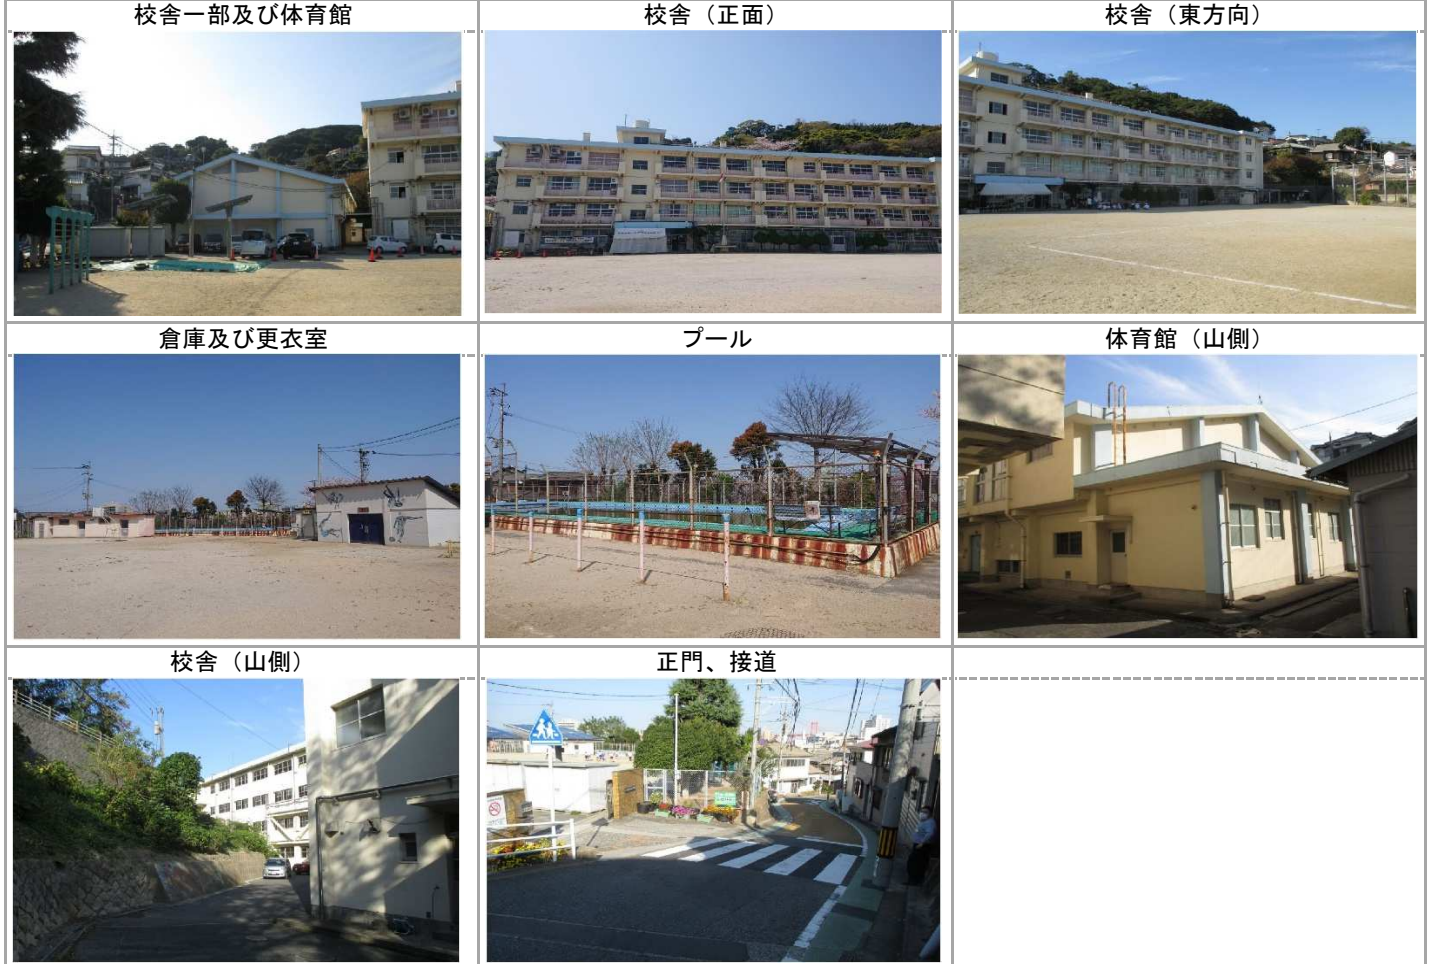 校舎一部及び体育館
校舎（正面）
校舎（東方向）
倉庫及び更衣室
プール
体育館（山側）
校舎（山側）
正門、接道